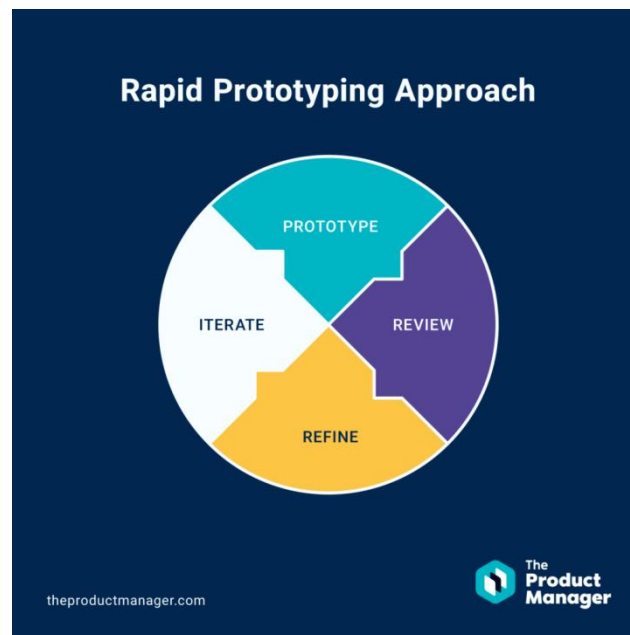 Rapid Prototyping Approach
PROTOTYPE
ITERATE
REVIEW
REFINE
theproductmanager.com
The
Product
Manager